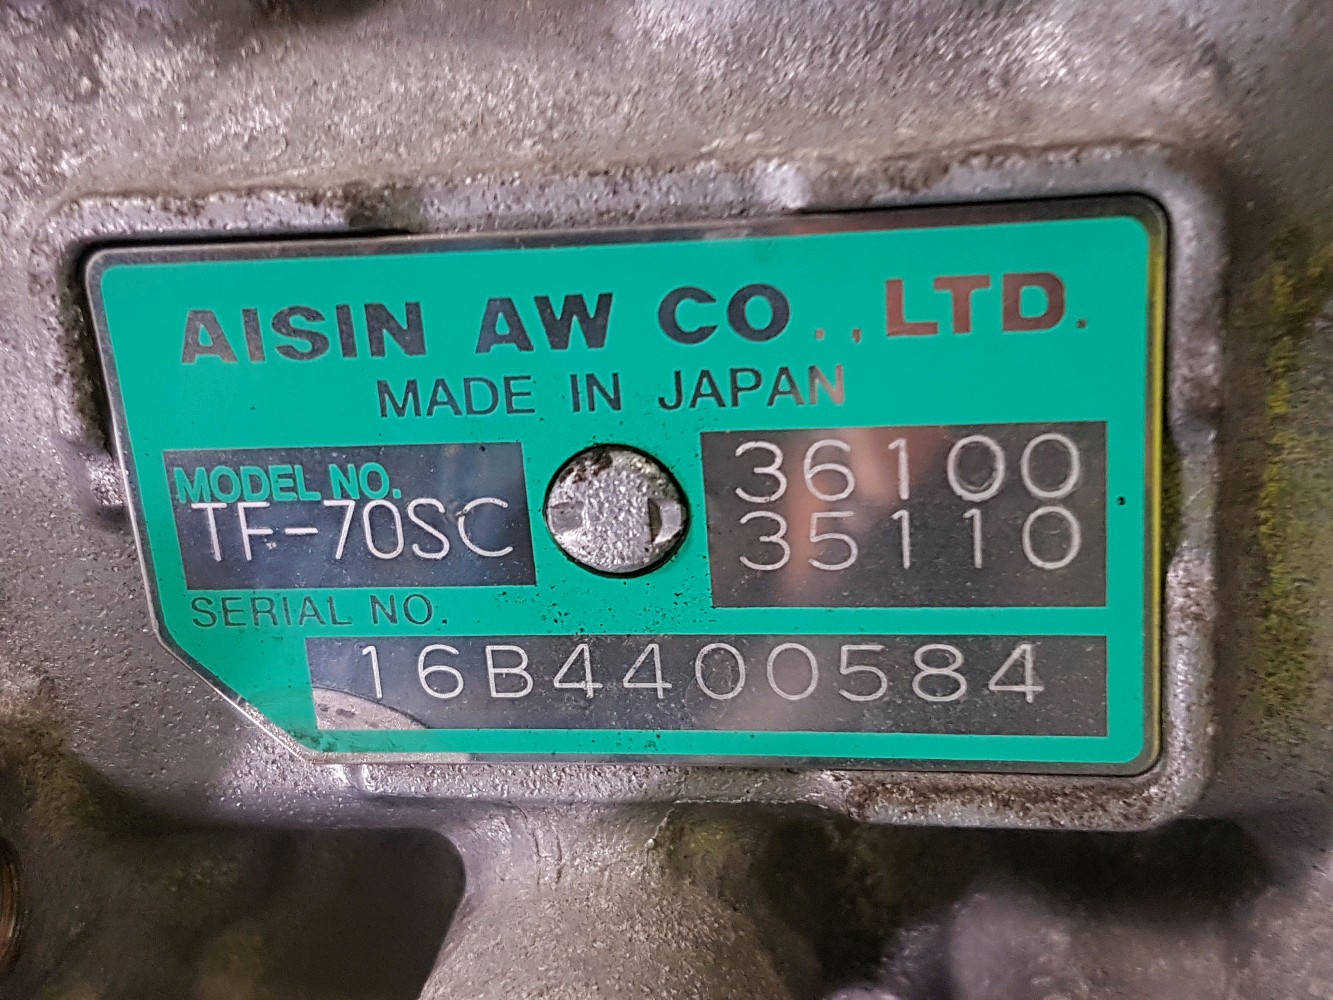 AISIN AW CO., LTD.
MADE IN JAPAN
MODEL NO.
TF-70SC
36100
35110
SERIAL NO.
16B4400584